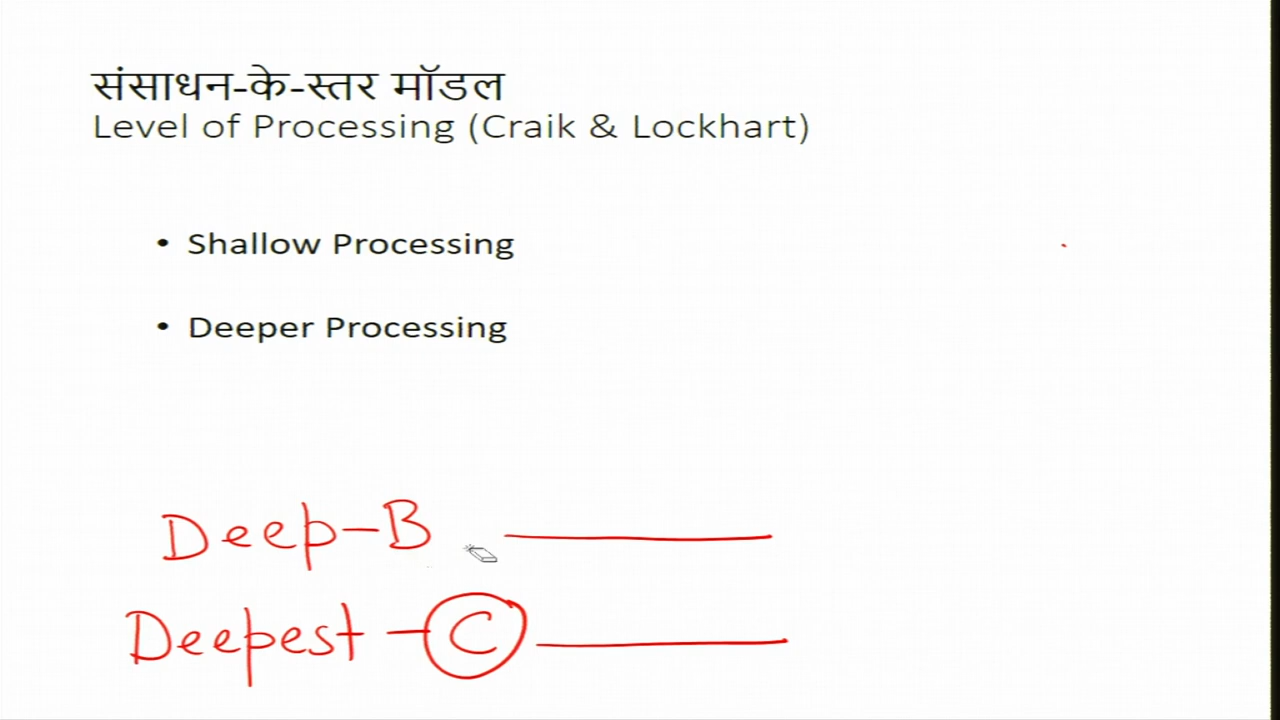 संसाधन-के-स्तर मॉडल
Level of Processing (Craik & Lockhart)
• Shallow Processing
• Deeper Processing
Deep-B
Deepest - C